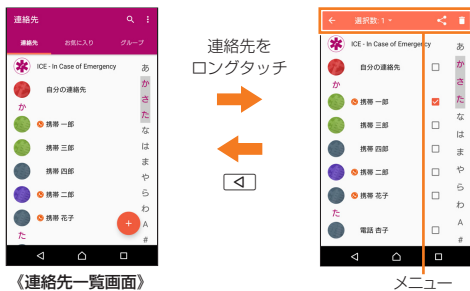 連絡先
連絡先 お気に入り グループ
ICE - In Case of Emergency
自分の連絡先
か
携帯 一郎
携帯 三郎
携帯 四郎
携帯 二郎
携帯 花子
た
あ
か
さ
た
な
は
ま
や
ら
わ
A
#
《連絡先一覧画面》
連絡先を
ロングタッチ
選択数: 1
ICE - In Case of Emergency
自分の連絡先
か
携帯 一郎
携帯 三郎
携帯 四郎
携帯 二郎
携帯 花子
た
電話 杏子
あ
か
さ
た
な
は
ま
や
ら
わ
A
#
メニュー